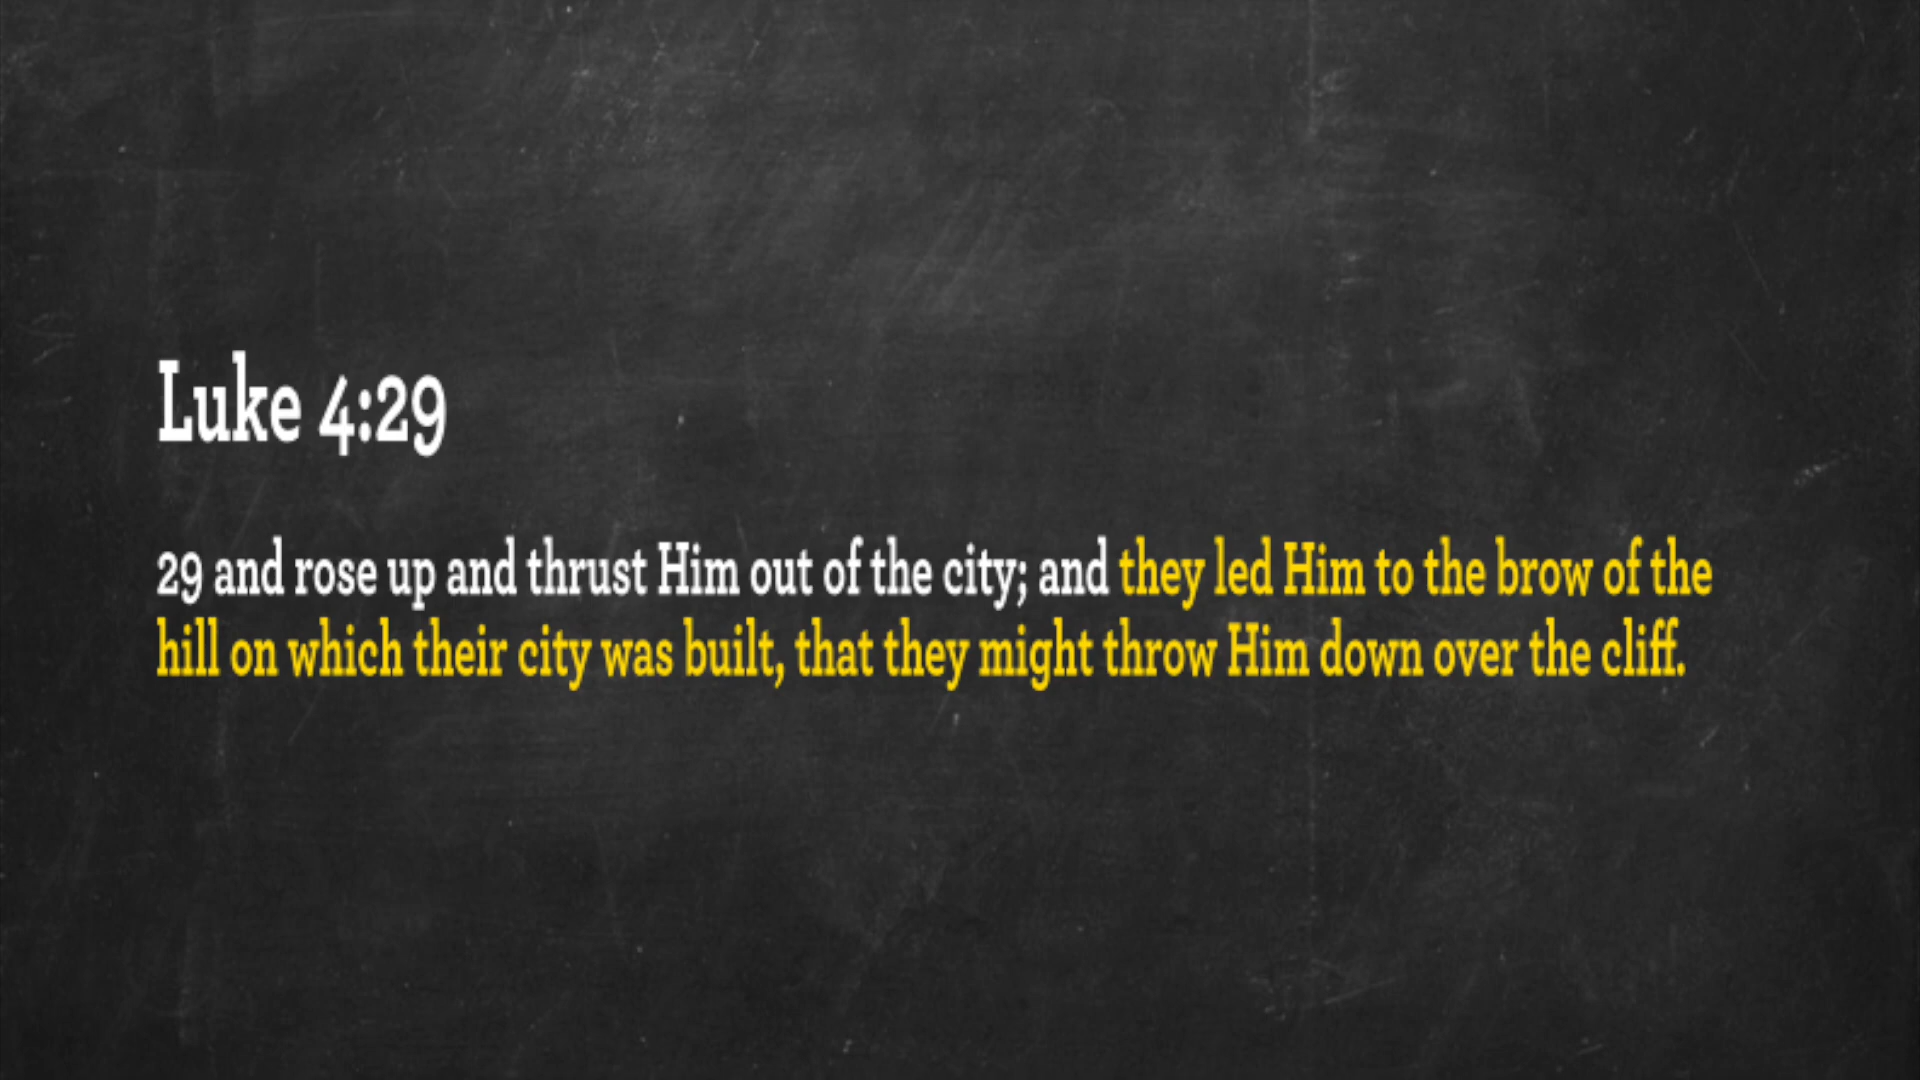 Luke 4:29
29 and rose up and thrust Him out of the city; and they led Him to the brow of the
hill on which their city was built, that they might throw Him down over the cliff.